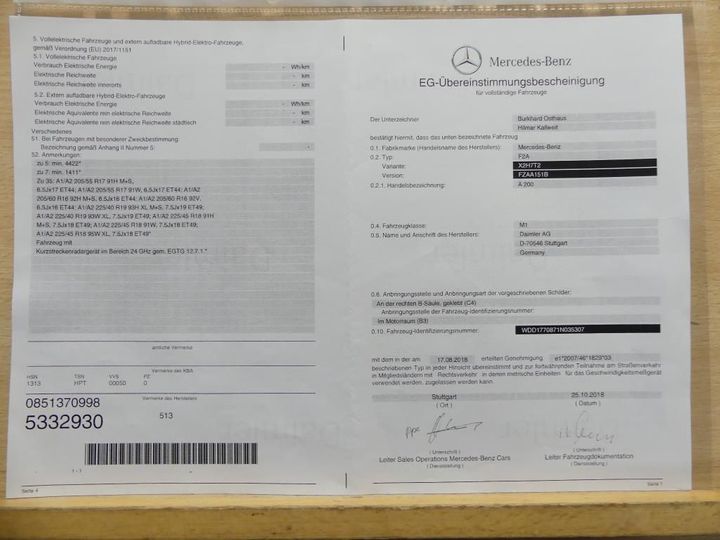 5. Vollelektrische Fahrzeuge und extern aufladbare Hybrid-Elektro-Fahrzeuge,
gemäß Verordnung (EU) 2017/1151
5.1. Vollelektrische Fahrzeuge
Verbrauch Elektrische Energie - Wh/km
Elektrische Reichweite - km
Elektrische Reichweite innerorts - km
5.2. Extern aufladbare Hybrid-Elektro-Fahrzeuge
Verbrauch Elektrische Energie - Wh/km
Elektrische Äquivalente rein elektrische Reichweite - km
Elektrische Äquivalente rein elektrische Reichweite städtisch - km
Verschiedenes
51. Bei Fahrzeugen mit besonderer Zweckbestimmung:
Bezeichnung gemäß Anhang II Nummer 5: -
52. Anmerkungen:
zu 5: min. 4422*
zu 7: min. 1411*
Zu 35: A1/A2 205/55 R17 91H M+S,
6.5Jx17 ET44; A1/A2 205/55 R17 91W, 6.5Jx17 ET44; A1/A2
205/60 R16 92H M+S, 6.5Jx16 ET44; A1/A2 205/60 R16 92V,
6.5Jx16 ET44; A1/A2 225/40 R19 93H XL M+S, 7.5Jx19 ET49;
A1/A2 225/40 R19 93W XL, 7.5Jx19 ET49; A1/A2 225/45 R18 91H
M+S, 7.5Jx18 ET49; A1/A2 225/45 R18 91W, 7.5Jx18 ET49;
A1/A2 225/45 R18 95W XL, 7.5Jx18 ET49*
Fahrzeug mit
Kurzstreckenradargerät im Bereich 24 GHz gem. EGTG 12.7.1.*
amtliche Vermerke
Vermerke des KBA
HSN TSN VVS PZ
1313 HPT 00050 0
0851370998 Vermerke des Herstellers
5332930 513
1 - 1
Seite 4
Mercedes-Benz
EG-Übereinstimmungsbescheinigung
für vollständige Fahrzeuge
Der Unterzeichner Burkhard Osthaus
Hilmar Kallweit
bestätigt hiermit, dass das unten bezeichnete Fahrzeug
0.1. Fabrikmarke (Handelsname des Herstellers): Mercedes-Benz
0.2. Typ: F2A
Variante: X2H7T2
Version: FZAA151B
0.2.1. Handelsbezeichnung: A 200
0.4. Fahrzeugklasse: M1
0.5. Name und Anschrift des Herstellers: Daimler AG
D-70546 Stuttgart
Germany
0.6. Anbringungsstelle und Anbringungsart der vorgeschriebenen Schilder:
An der rechten B-Säule, geklebt (C4)
Anbringungsstelle der Fahrzeug-Identifizierungsnummer:
Im Motorraum (B3)
0.10. Fahrzeug-Identifizierungsnummer: WDD1770871N035307
mit dem in der am 17.08.2018 erteilten Genehmigung e1*2007/46*1829*03
beschriebenen Typ in jeder Hinsicht übereinstimmt und zur fortwährenden Teilnahme am Straßenverkehr
in Mitgliedsländern mit Rechtsverkehr in denen metrische Einheiten für das Geschwindigkeitsmeßgerät
verwendet werden, zugelassen werden kann.
Stuttgart 25.10.2018
( Ort ) ( Datum )
ppa
( Unterschrift ) ( Unterschrift )
Leiter Sales Operations Mercedes-Benz Cars Leiter Fahrzeugdokumentation
( Dienststellung ) ( Dienststellung )
Seite 1